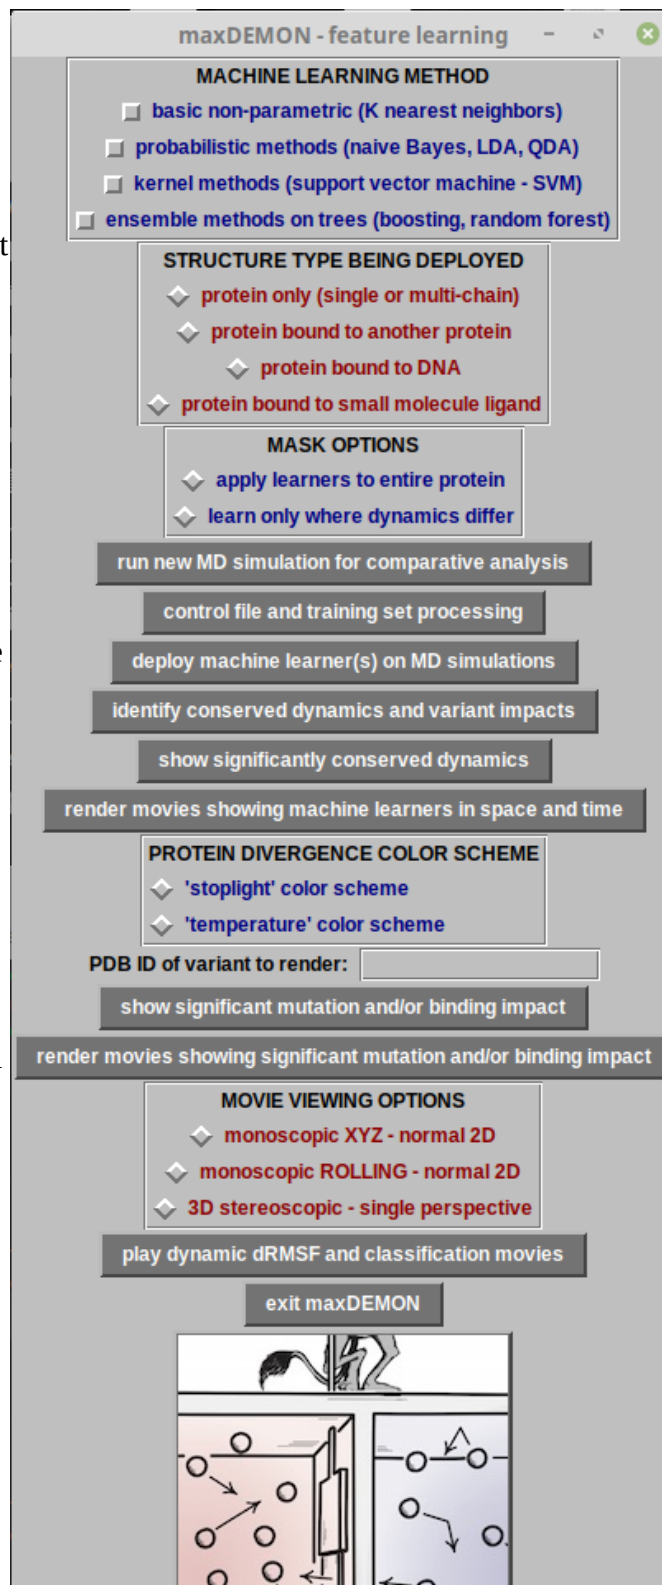 maxDEMON - feature learning
MACHINE LEARNING METHOD
basic non-parametric (K nearest neighbors)
probabilistic methods (naive Bayes, LDA, QDA)
kernel methods (support vector machine - SVM)
ensemble methods on trees (boosting, random forest)
t
STRUCTURE TYPE BEING DEPLOYED
protein only (single or multi-chain)
protein bound to another protein
protein bound to DNA
protein bound to small molecule ligand
MASK OPTIONS
apply learners to entire protein
learn only where dynamics differ
run new MD simulation for comparative analysis
control file and training set processing
e
deploy machine learner(s) on MD simulations
identify conserved dynamics and variant impacts
show significantly conserved dynamics
render movies showing machine learners in space and time
PROTEIN DIVERGENCE COLOR SCHEME
'stoplight' color scheme
'temperature' color scheme
PDB ID of variant to render:
show significant mutation and/or binding impact
render movies showing significant mutation and/or binding impact
MOVIE VIEWING OPTIONS
monoscopic XYZ - normal 2D
monoscopic ROLLING - normal 2D
3D stereoscopic - single perspective
play dynamic dRMSF and classification movies
exit maxDEMON